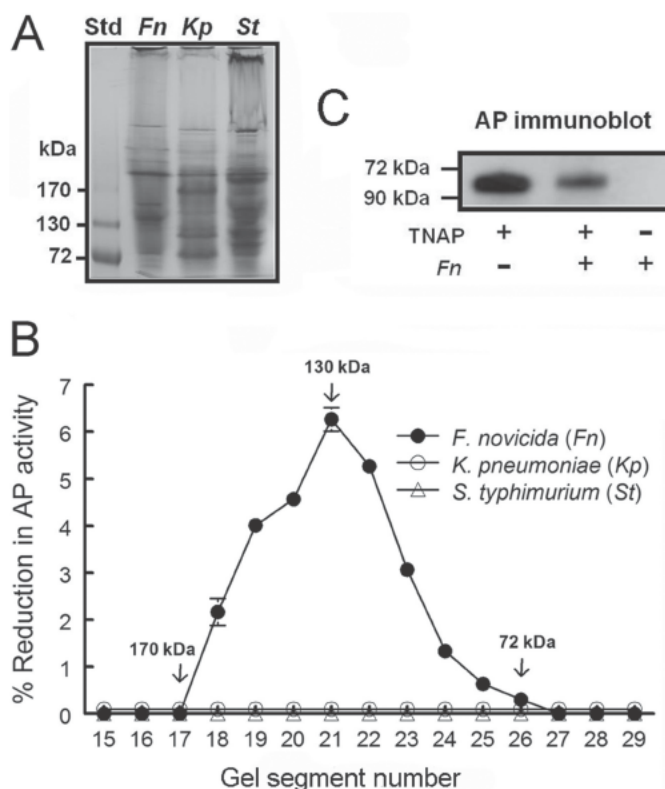 A
Std Fn Kp St
kDa
170
130
72
C
AP immunoblot
72 kDa
90 kDa
TNAP + + -
Fn - + +
B
% Reduction in AP activity
7
6
5
4
3
2
1
0
130 kDa
170 kDa
72 kDa
F. novicida (Fn)
K. pneumoniae (Kp)
S. typhimurium (St)
15 16 17 18 19 20 21 22 23 24 25 26 27 28 29
Gel segment number